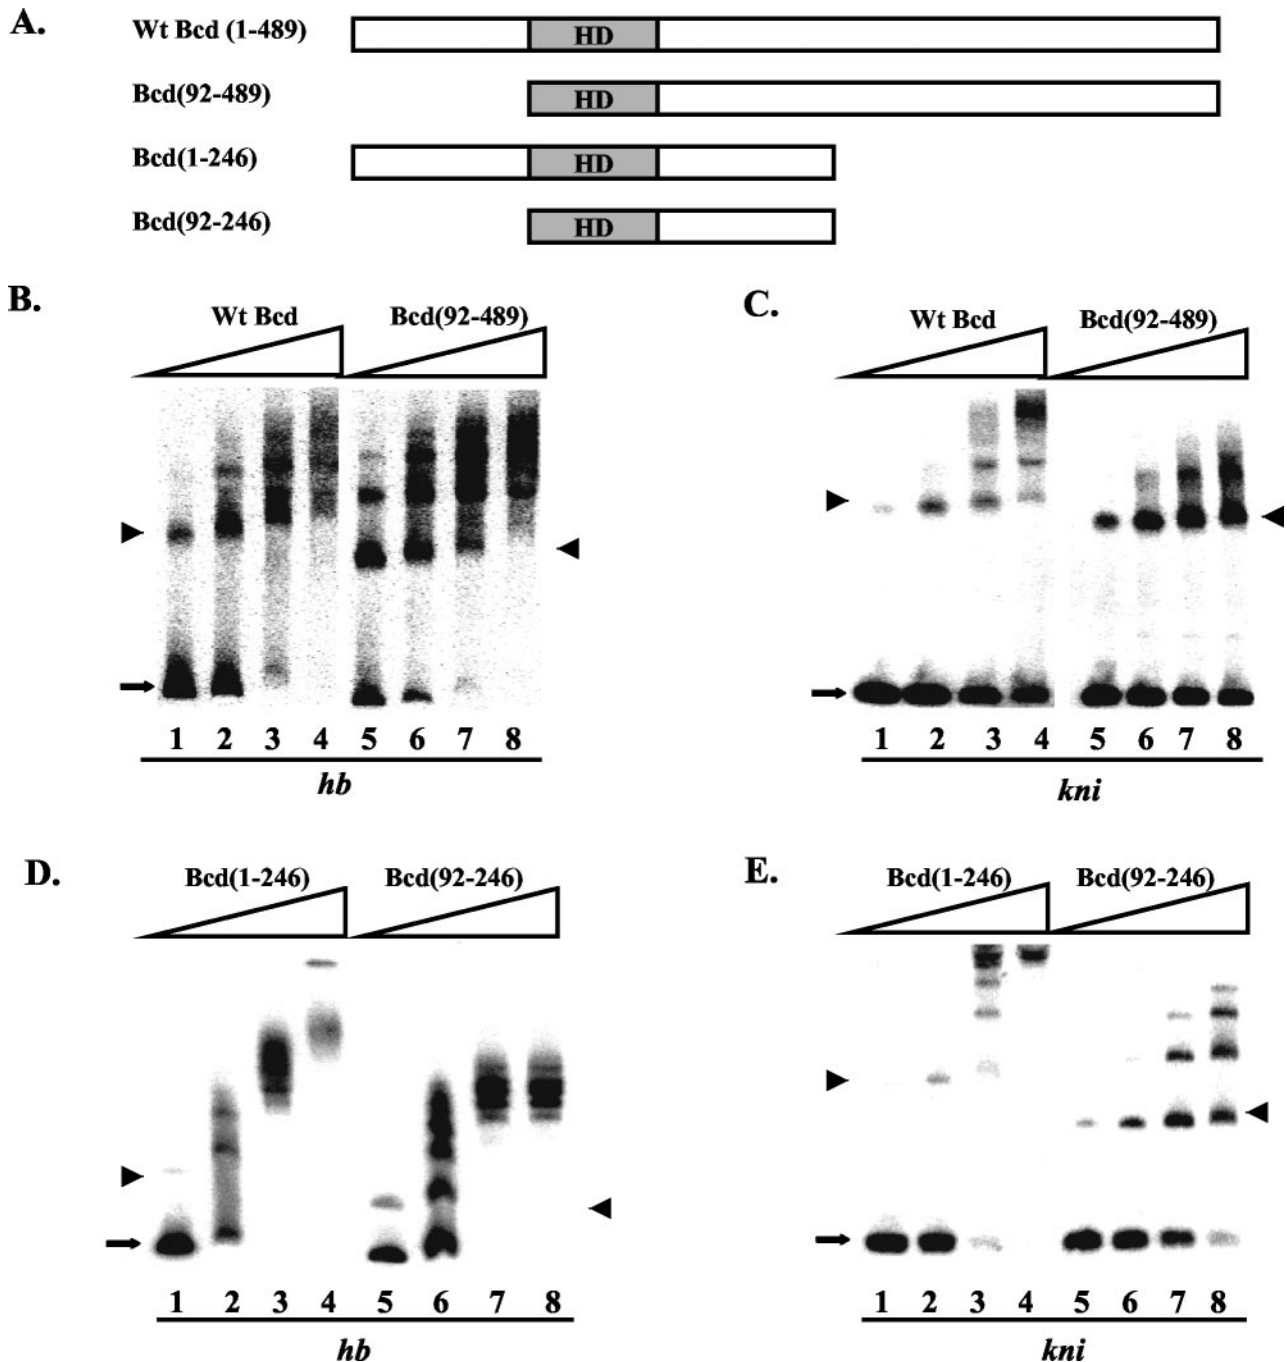 A.
Wt Bcd (1-489) HD
Bcd(92-489) HD
Bcd(1-246) HD
Bcd(92-246) HD
B.
Wt Bcd Bcd(92-489)
1 2 3 4 5 6 7 8
hb
C.
Wt Bcd Bcd(92-489)
1 2 3 4 5 6 7 8
kni
D.
Bcd(1-246) Bcd(92-246)
1 2 3 4 5 6 7 8
hb
E.
Bcd(1-246) Bcd(92-246)
1 2 3 4 5 6 7 8
kni